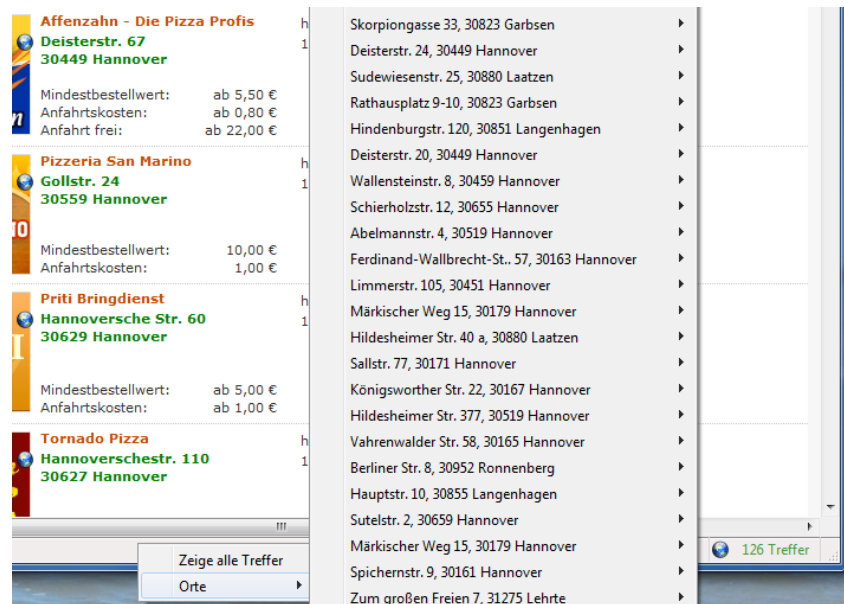 Affenzahn - Die Pizza Profis
Deisterstr. 67
30449 Hannover
Mindestbestellwert: ab 5,50 €
Anfahrtskosten: ab 0,80 €
Anfahrt frei: ab 22,00 €
Pizzeria San Marino
Gollstr. 24
30559 Hannover
Mindestbestellwert: 10,00 €
Anfahrtskosten: 1,00 €
Priti Bringdienst
Hannoversche Str. 60
30629 Hannover
Mindestbestellwert: ab 5,00 €
Anfahrtskosten: ab 1,00 €
Tornado Pizza
Hannoverschestr. 110
30627 Hannover
Zeige alle Treffer
Orte
Skorpiongasse 33, 30823 Garbsen
Deisterstr. 24, 30449 Hannover
Sudewiesenstr. 25, 30880 Laatzen
Rathausplatz 9-10, 30823 Garbsen
Hindenburgstr. 120, 30851 Langenhagen
Deisterstr. 20, 30449 Hannover
Wallensteinstr. 8, 30459 Hannover
Schierholzstr. 12, 30655 Hannover
Abelmannstr. 4, 30519 Hannover
Ferdinand-Wallbrecht-St.. 57, 30163 Hannover
Limmerstr. 105, 30451 Hannover
Märkischer Weg 15, 30179 Hannover
Hildesheimer Str. 40 a, 30880 Laatzen
Sallstr. 77, 30171 Hannover
Königsworther Str. 22, 30167 Hannover
Hildesheimer Str. 377, 30519 Hannover
Vahrenwalder Str. 58, 30165 Hannover
Berliner Str. 8, 30952 Ronnenberg
Hauptstr. 10, 30855 Langenhagen
Sutelstr. 2, 30659 Hannover
Märkischer Weg 15, 30179 Hannover
Spichernstr. 9, 30161 Hannover
Zum großen Freien 7, 31275 Lehrte
126 Treffer